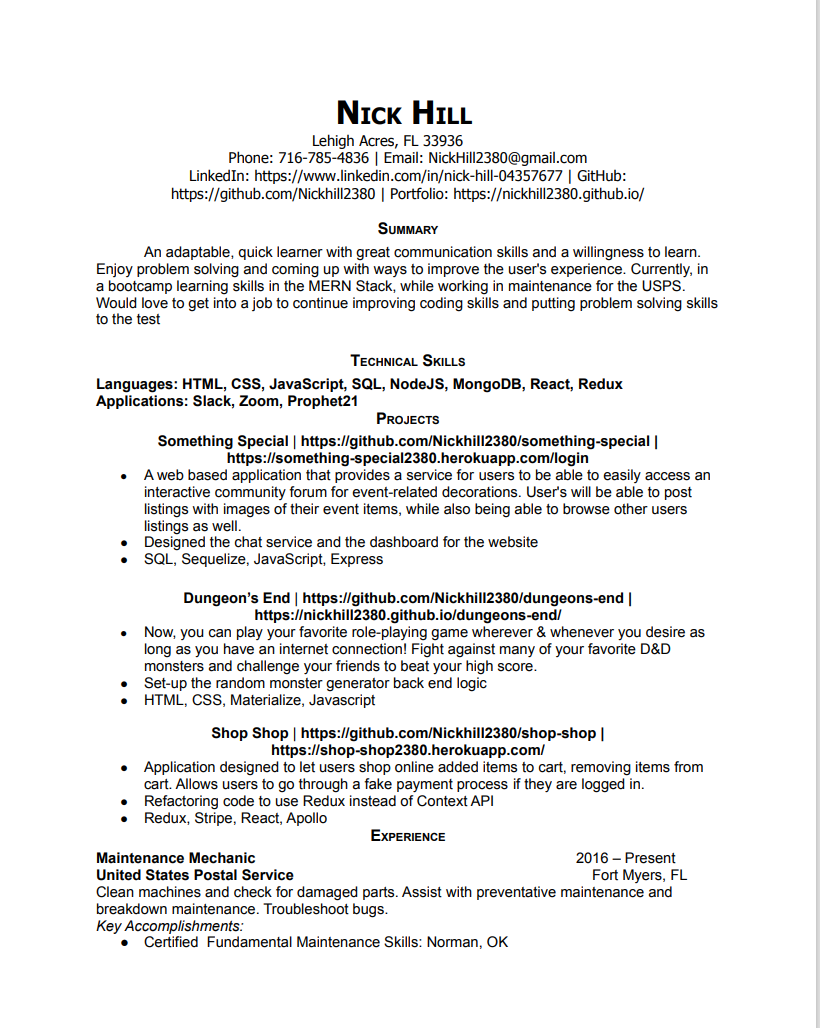 NICK HILL
Lehigh Acres, FL 33936
Phone: 716-785-4836 | Email: NickHill2380@gmail.com
LinkedIn: https://www.linkedin.com/in/nick-hill-04357677 | GitHub:
https://github.com/Nickhill2380 | Portfolio: https://nickhill2380.github.io/
SUMMARY
An adaptable, quick learner with great communication skills and a willingness to learn.
Enjoy problem solving and coming up with ways to improve the user's experience. Currently, in
a bootcamp learning skills in the MERN Stack, while working in maintenance for the USPS.
Would love to get into a job to continue improving coding skills and putting problem solving skills
to the test
TECHNICAL SKILLS
Languages: HTML, CSS, JavaScript, SQL, NodeJS, MongoDB, React, Redux
Applications: Slack, Zoom, Prophet21
PROJECTS
Something Special | https://github.com/Nickhill2380/something-special |
https://something-special2380.herokuapp.com/login
● A web based application that provides a service for users to be able to easily access an
interactive community forum for event-related decorations. User's will be able to post
listings with images of their event items, while also being able to browse other users
listings as well.
● Designed the chat service and the dashboard for the website
● SQL, Sequelize, JavaScript, Express
Dungeon’s End | https://github.com/Nickhill2380/dungeons-end |
https://nickhill2380.github.io/dungeons-end/
● Now, you can play your favorite role-playing game wherever & whenever you desire as
long as you have an internet connection! Fight against many of your favorite D&D
monsters and challenge your friends to beat your high score.
● Set-up the random monster generator back end logic
● HTML, CSS, Materialize, Javascript
Shop Shop | https://github.com/Nickhill2380/shop-shop |
https://shop-shop2380.herokuapp.com/
● Application designed to let users shop online added items to cart, removing items from
cart. Allows users to go through a fake payment process if they are logged in.
● Refactoring code to use Redux instead of Context API
● Redux, Stripe, React, Apollo
EXPERIENCE
Maintenance Mechanic 2016 – Present
United States Postal Service Fort Myers, FL
Clean machines and check for damaged parts. Assist with preventative maintenance and
breakdown maintenance. Troubleshoot bugs.
Key Accomplishments:
● Certified  Fundamental Maintenance Skills: Norman, OK